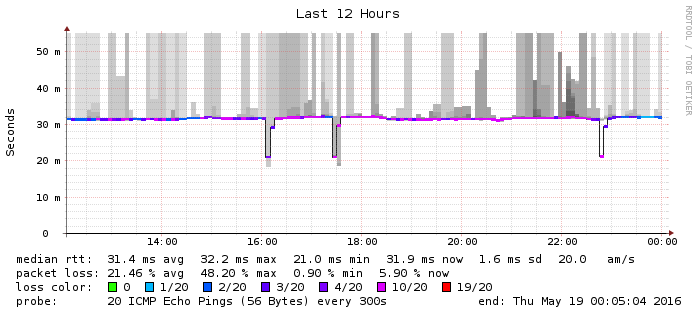 Last 12 Hours
RRDTOOL / TOBI OETIKER
Seconds
50 m
40 m
30 m
20 m
10 m
0
14:00 16:00 18:00 20:00 22:00 00:00
median rtt: 31.4 ms avg 32.2 ms max 21.0 ms min 31.9 ms now 1.6 ms sd 20.0 am/s
packet loss: 21.46 % avg 48.20 % max 0.90 % min 5.90 % now
loss color: 0 1/20 2/20 3/20 4/20 10/20 19/20
probe: 20 ICMP Echo Pings (56 Bytes) every 300s end: Thu May 19 00:05:04 2016